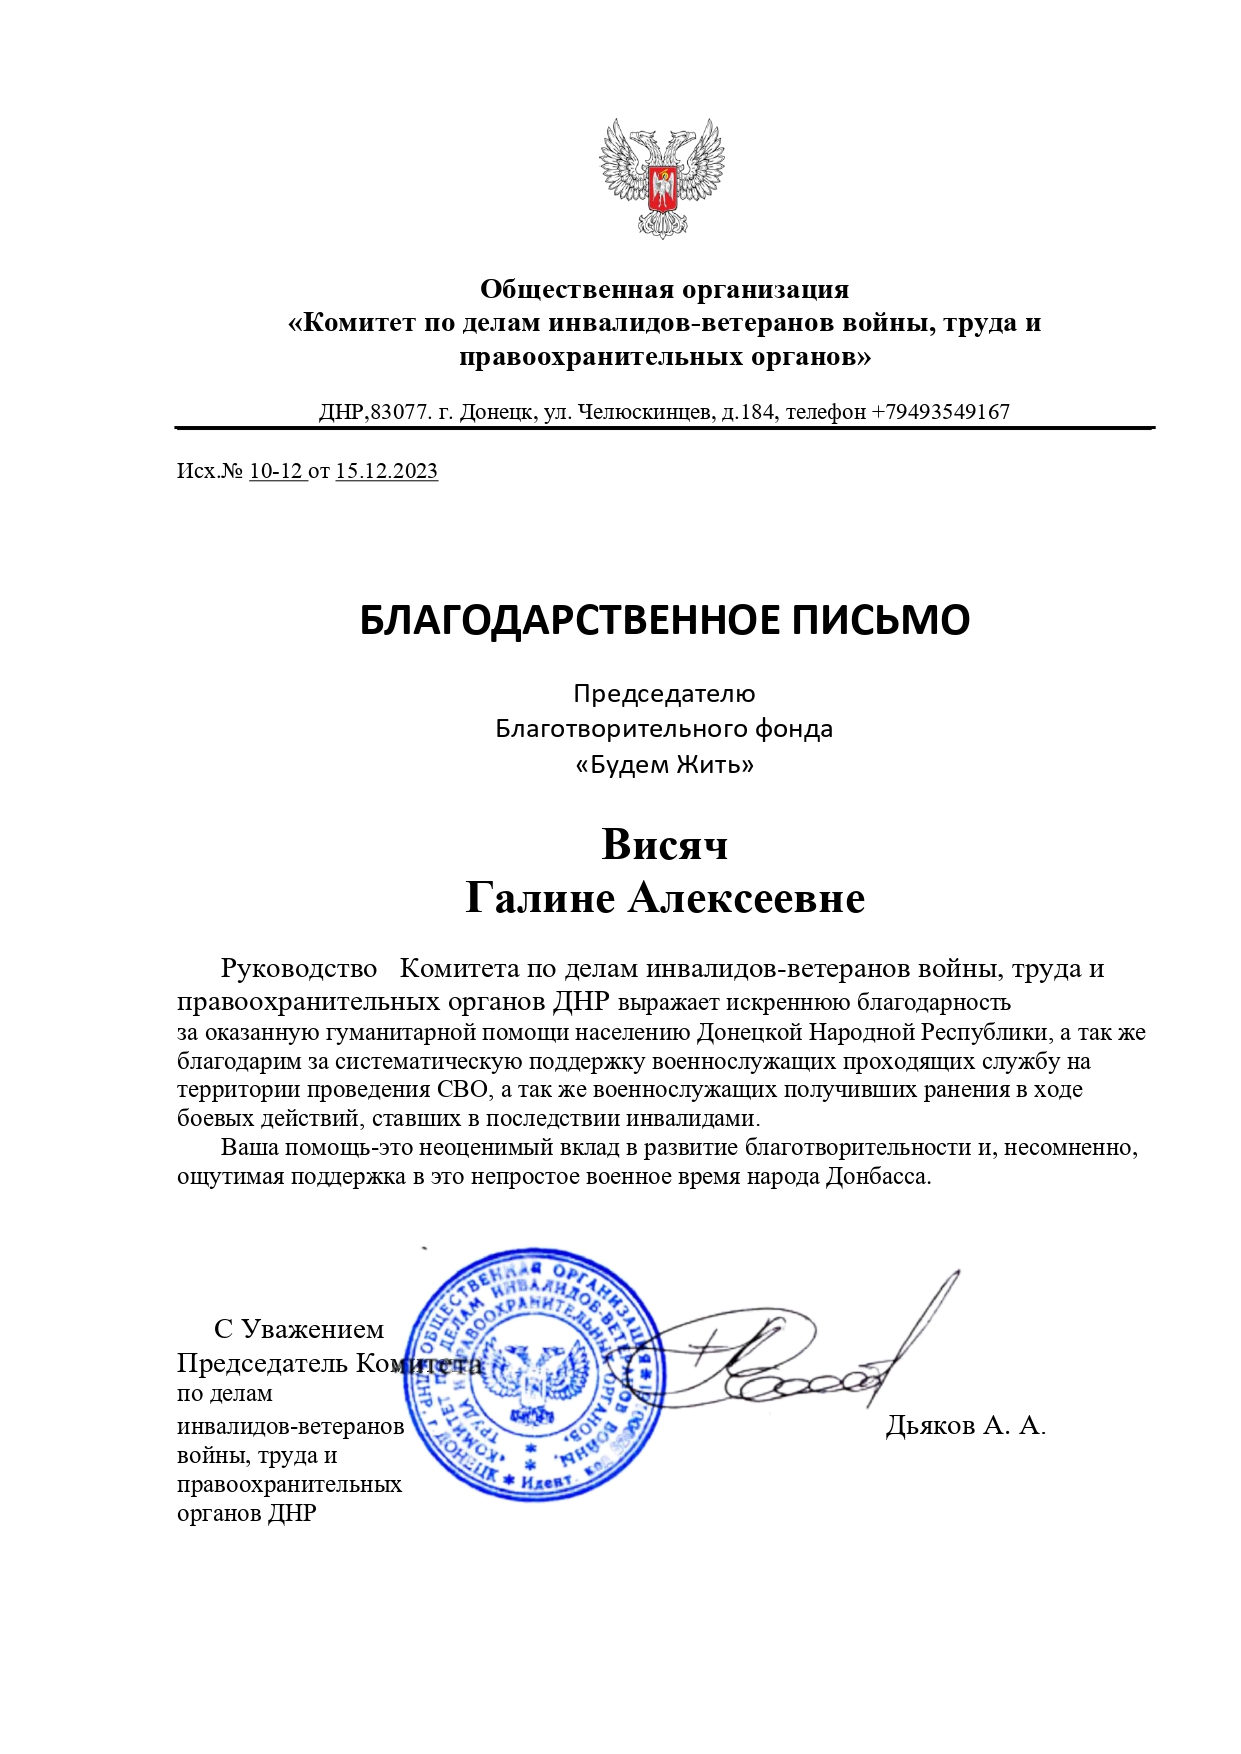 Общественная организация
«Комитет по делам инвалидов-ветеранов войны, труда и
правоохранительных органов»
ДНР,83077. г. Донецк, ул. Челюскинцев, д.184, телефон +79493549167
Исх.№ 10-12 от 15.12.2023
БЛАГОДАРСТВЕННОЕ ПИСЬМО
Председателю
Благотворительного фонда
«Будем Жить»
Висяч
Галине Алексеевне
Руководство Комитета по делам инвалидов-ветеранов войны, труда и
правоохранительных органов ДНР выражает искреннюю благодарность
за оказанную гуманитарной помощи населению Донецкой Народной Республики, а так же
благодарим за систематическую поддержку военнослужащих проходящих службу на
территории проведения СВО, а так же военнослужащих получивших ранения в ходе
боевых действий, ставших в последствии инвалидами.
Ваша помощь-это неоценимый вклад в развитие благотворительности и, несомненно,
ощутимая поддержка в это непростое военное время народа Донбасса.
С Уважением
Председатель Комитета
по делам
инвалидов-ветеранов
войны, труда и
правоохранительных
органов ДНР
Дьяков А. А.
ОБЩЕСТВЕННАЯ ОРГАНИЗАЦИЯ
г. ДОНЕЦК * Идент. код
«КОМИТЕТ ПО ДЕЛАМ ИНВАЛИДОВ-ВЕТЕРАНОВ ВОЙНЫ,
ТРУДА И ПРАВООХРАНИТЕЛЬНЫХ ОРГАНОВ»